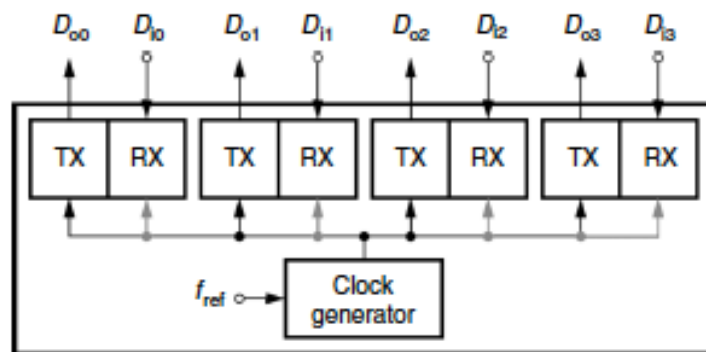 Do0 Di0 Do1 Di1 Do2 Di2 Do3 Di3
TX RX TX RX TX RX TX RX
fref
Clock
generator